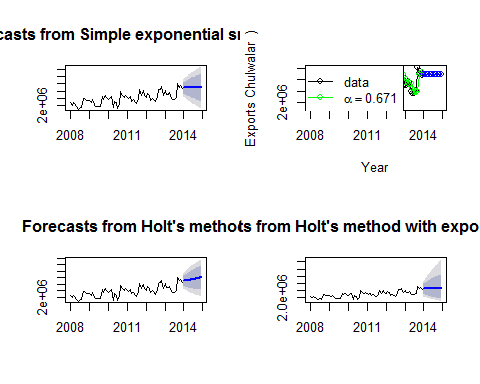 casts from Simple exponential sr
2e+06
2008 2011 2014
Exports Chulwalar )
2e+06
data
α = 0.671
2008 2011 2014
Year
Forecasts from Holt's method
2e+06
2008 2011 2014
s from Holt's method with expo
2.0e+06
2008 2011 2014